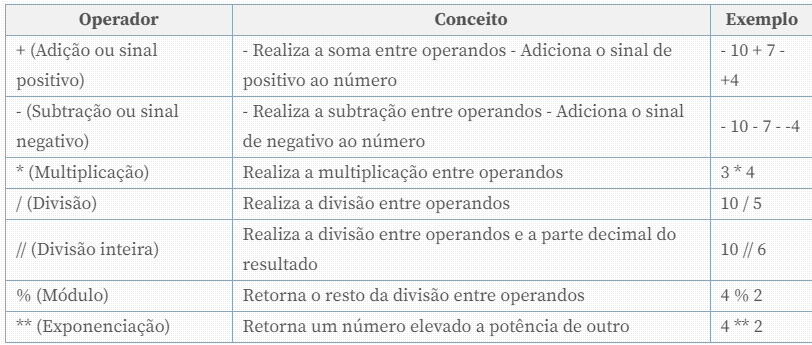 Operador Conceito Exemplo
+ (Adição ou sinal positivo) - Realiza a soma entre operandos - Adiciona o sinal de positivo ao número - 10 + 7 - +4
- (Subtração ou sinal negativo) - Realiza a subtração entre operandos - Adiciona o sinal de negativo ao número - 10 - 7 - -4
* (Multiplicação) Realiza a multiplicação entre operandos 3 * 4
/ (Divisão) Realiza a divisão entre operandos 10 / 5
// (Divisão inteira) Realiza a divisão entre operandos e a parte decimal do resultado 10 // 6
% (Módulo) Retorna o resto da divisão entre operandos 4 % 2
** (Exponenciação) Retorna um número elevado a potência de outro 4 ** 2